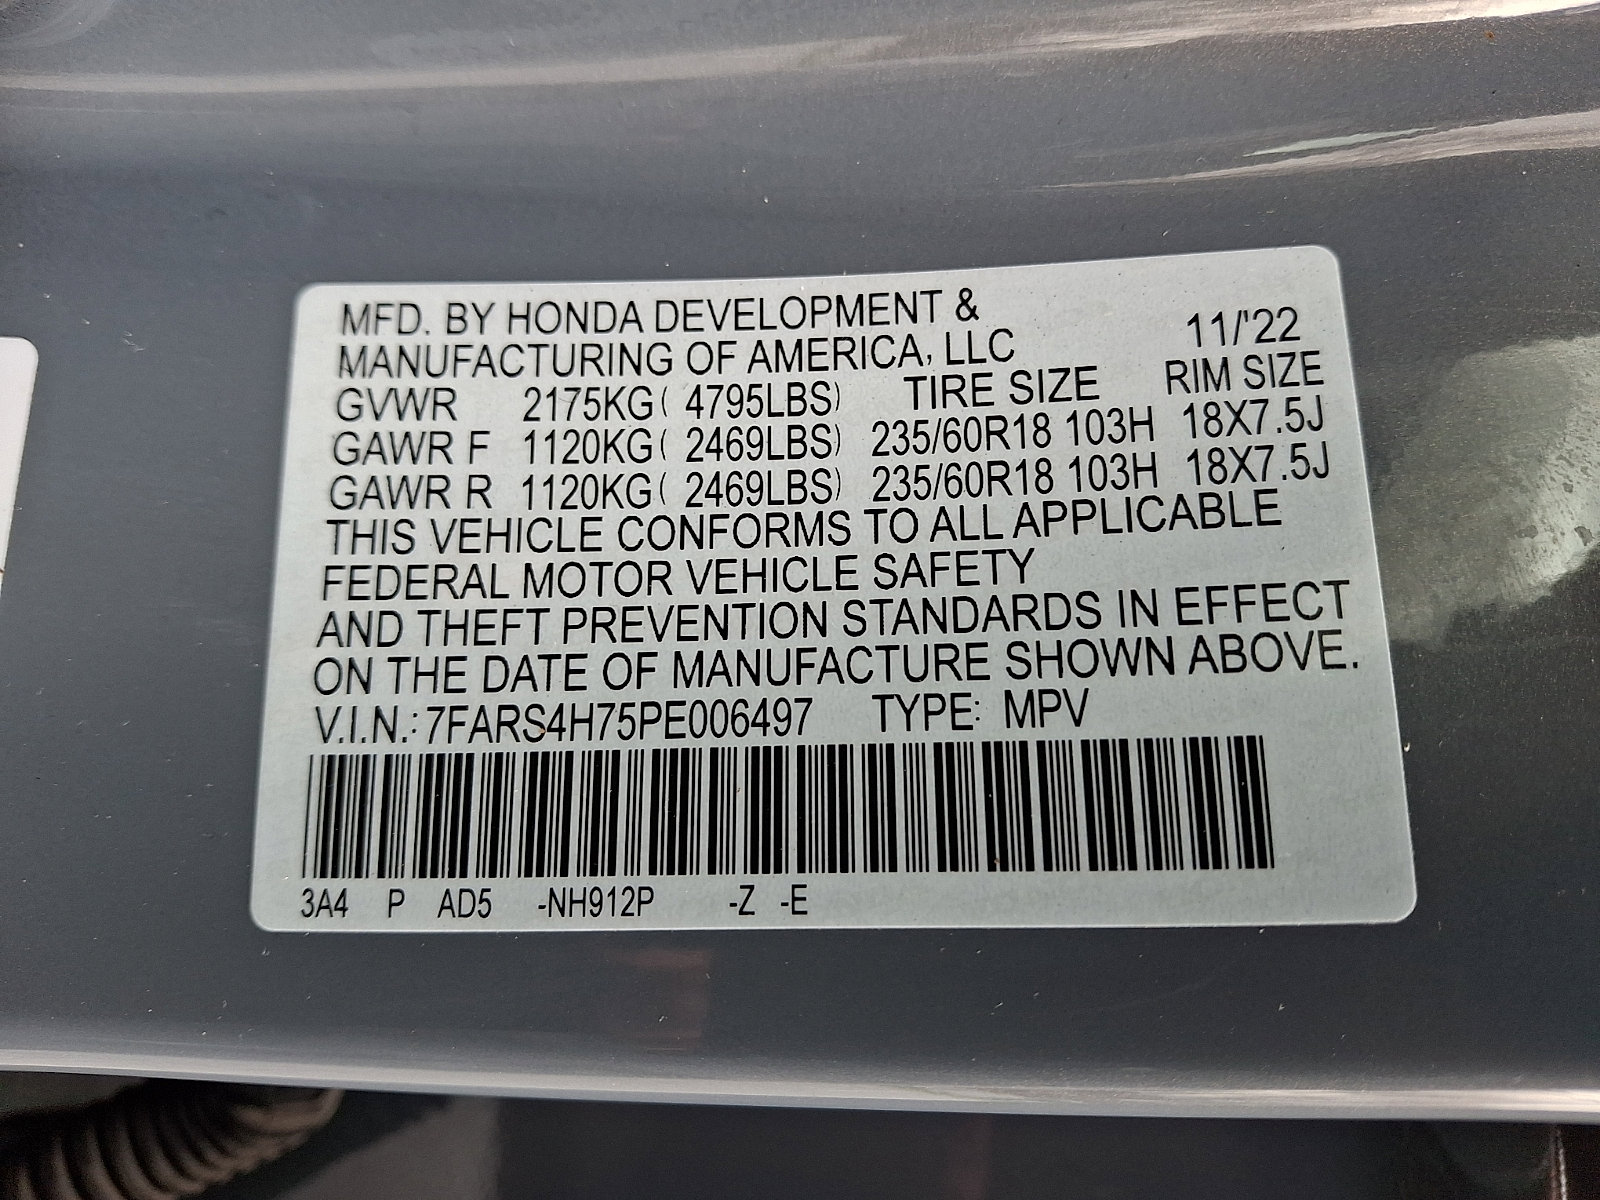 MFD. BY HONDA DEVELOPMENT &
MANUFACTURING OF AMERICA, LLC 11/'22
GVWR 2175KG( 4795LBS) TIRE SIZE RIM SIZE
GAWR F 1120KG( 2469LBS) 235/60R18 103H 18X7.5J
GAWR R 1120KG( 2469LBS) 235/60R18 103H 18X7.5J
THIS VEHICLE CONFORMS TO ALL APPLICABLE
FEDERAL MOTOR VEHICLE SAFETY
AND THEFT PREVENTION STANDARDS IN EFFECT
ON THE DATE OF MANUFACTURE SHOWN ABOVE.
V.I.N.: 7FARS4H75PE006497 TYPE: MPV
3A4 P AD5 -NH912P -Z -E